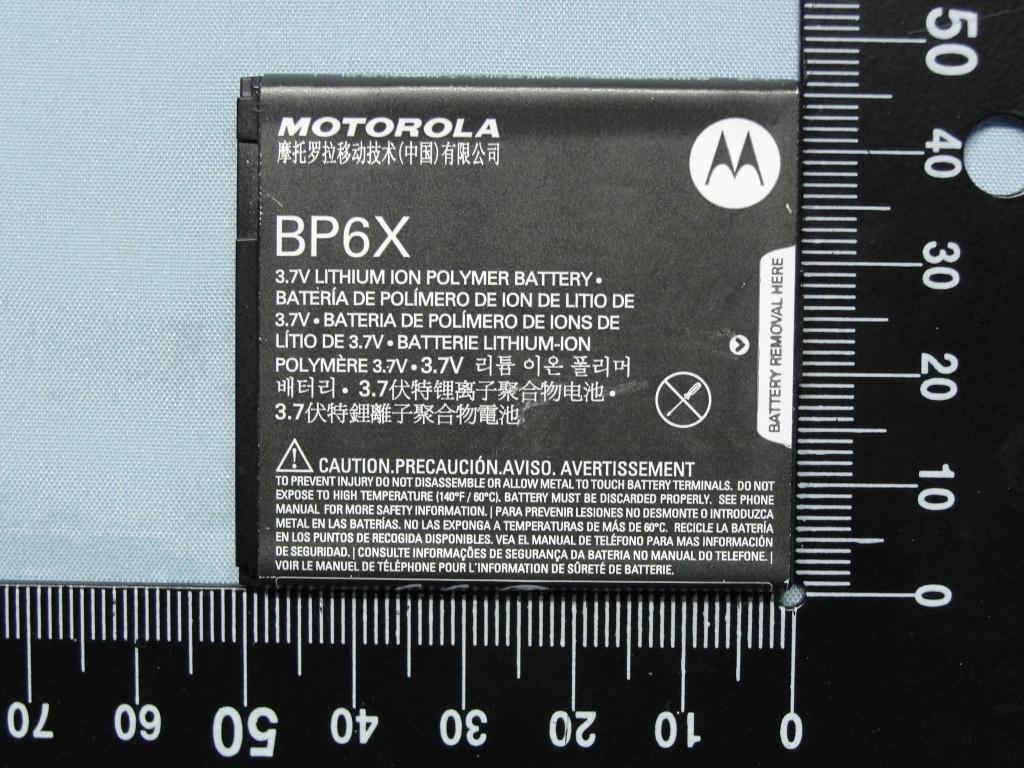 MOTOROLA
摩托罗拉移动技术(中国)有限公司
BP6X
3.7V LITHIUM ION POLYMER BATTERY •
BATERÍA DE POLÍMERO DE ION DE LITIO DE
3.7V • BATERIA DE POLÍMERO DE IONS DE
LÍTIO DE 3.7V • BATTERIE LITHIUM-ION
POLYMÈRE 3.7V • 3.7V 리튬 이온 폴리머
배터리 • 3.7伏特锂离子聚合物电池 •
3.7伏特鋰離子聚合物電池
BATTERY REMOVAL HERE
CAUTION.PRECAUCIÓN.AVISO. AVERTISSEMENT
TO PREVENT INJURY DO NOT DISASSEMBLE OR ALLOW METAL TO TOUCH BATTERY TERMINALS. DO NOT
EXPOSE TO HIGH TEMPERATURE (140°F / 60°C). BATTERY MUST BE DISCARDED PROPERLY. SEE PHONE
MANUAL FOR MORE SAFETY INFORMATION. | PARA PREVENIR LESIONES NO DESMONTE O INTRODUZCA
METAL EN LAS BATERÍAS. NO LAS EXPONGA A TEMPERATURAS DE MÁS DE 60°C. RECICLE LA BATERÍA
EN LOS PUNTOS DE RECOGIDA DISPONIBLES. VEA EL MANUAL DE TELÉFONO PARA MAS INFORMACIÓN
DE SEGURIDAD. | CONSULTE INFORMAÇÕES DE SEGURANÇA DA BATERIA NO MANUAL DO TELEFONE. |
VOIR LE MANUEL DE TÉLÉPHONE POUR L'INFORMATION DE SÛRETÉ DE BATTERIE.
50
40
30
20
10
0
70 60 50 40 30 20 10 0